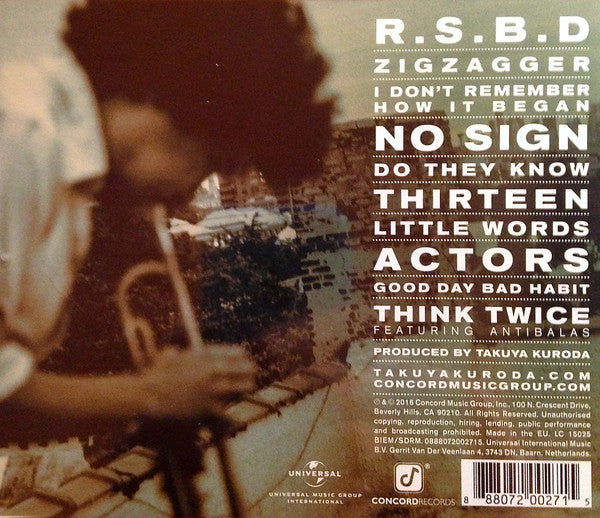 R.S.B.D
ZIGZAGGER
I DON'T REMEMBER
HOW IT BEGAN
NO SIGN
DO THEY KNOW
THIRTEEN
LITTLE WORDS
ACTORS
GOOD DAY BAD HABIT
THINK TWICE
FEATURING ANTIBALAS
PRODUCED BY TAKUYA KURODA
TAKUYAKURODA.COM
CONCORDMUSICGROUP.COM
℗ & © 2016 Concord Music Group, Inc., 100 N. Crescent Drive,
Beverly Hills, CA 90210. All Rights Reserved. Unauthorised
copying, reproduction, hiring, lending, public performance
and broadcasting prohibited. Made in the EU. LC 15025
BIEM/SDRM. 0888072002715. Universal International Music
B.V. Gerrit Van Der Veenlaan 4, 3743 DN, Baarn. Netherlands.
UNIVERSAL
UNIVERSAL MUSIC GROUP
INTERNATIONAL
CONCORD RECORDS
8 88072 00271 5